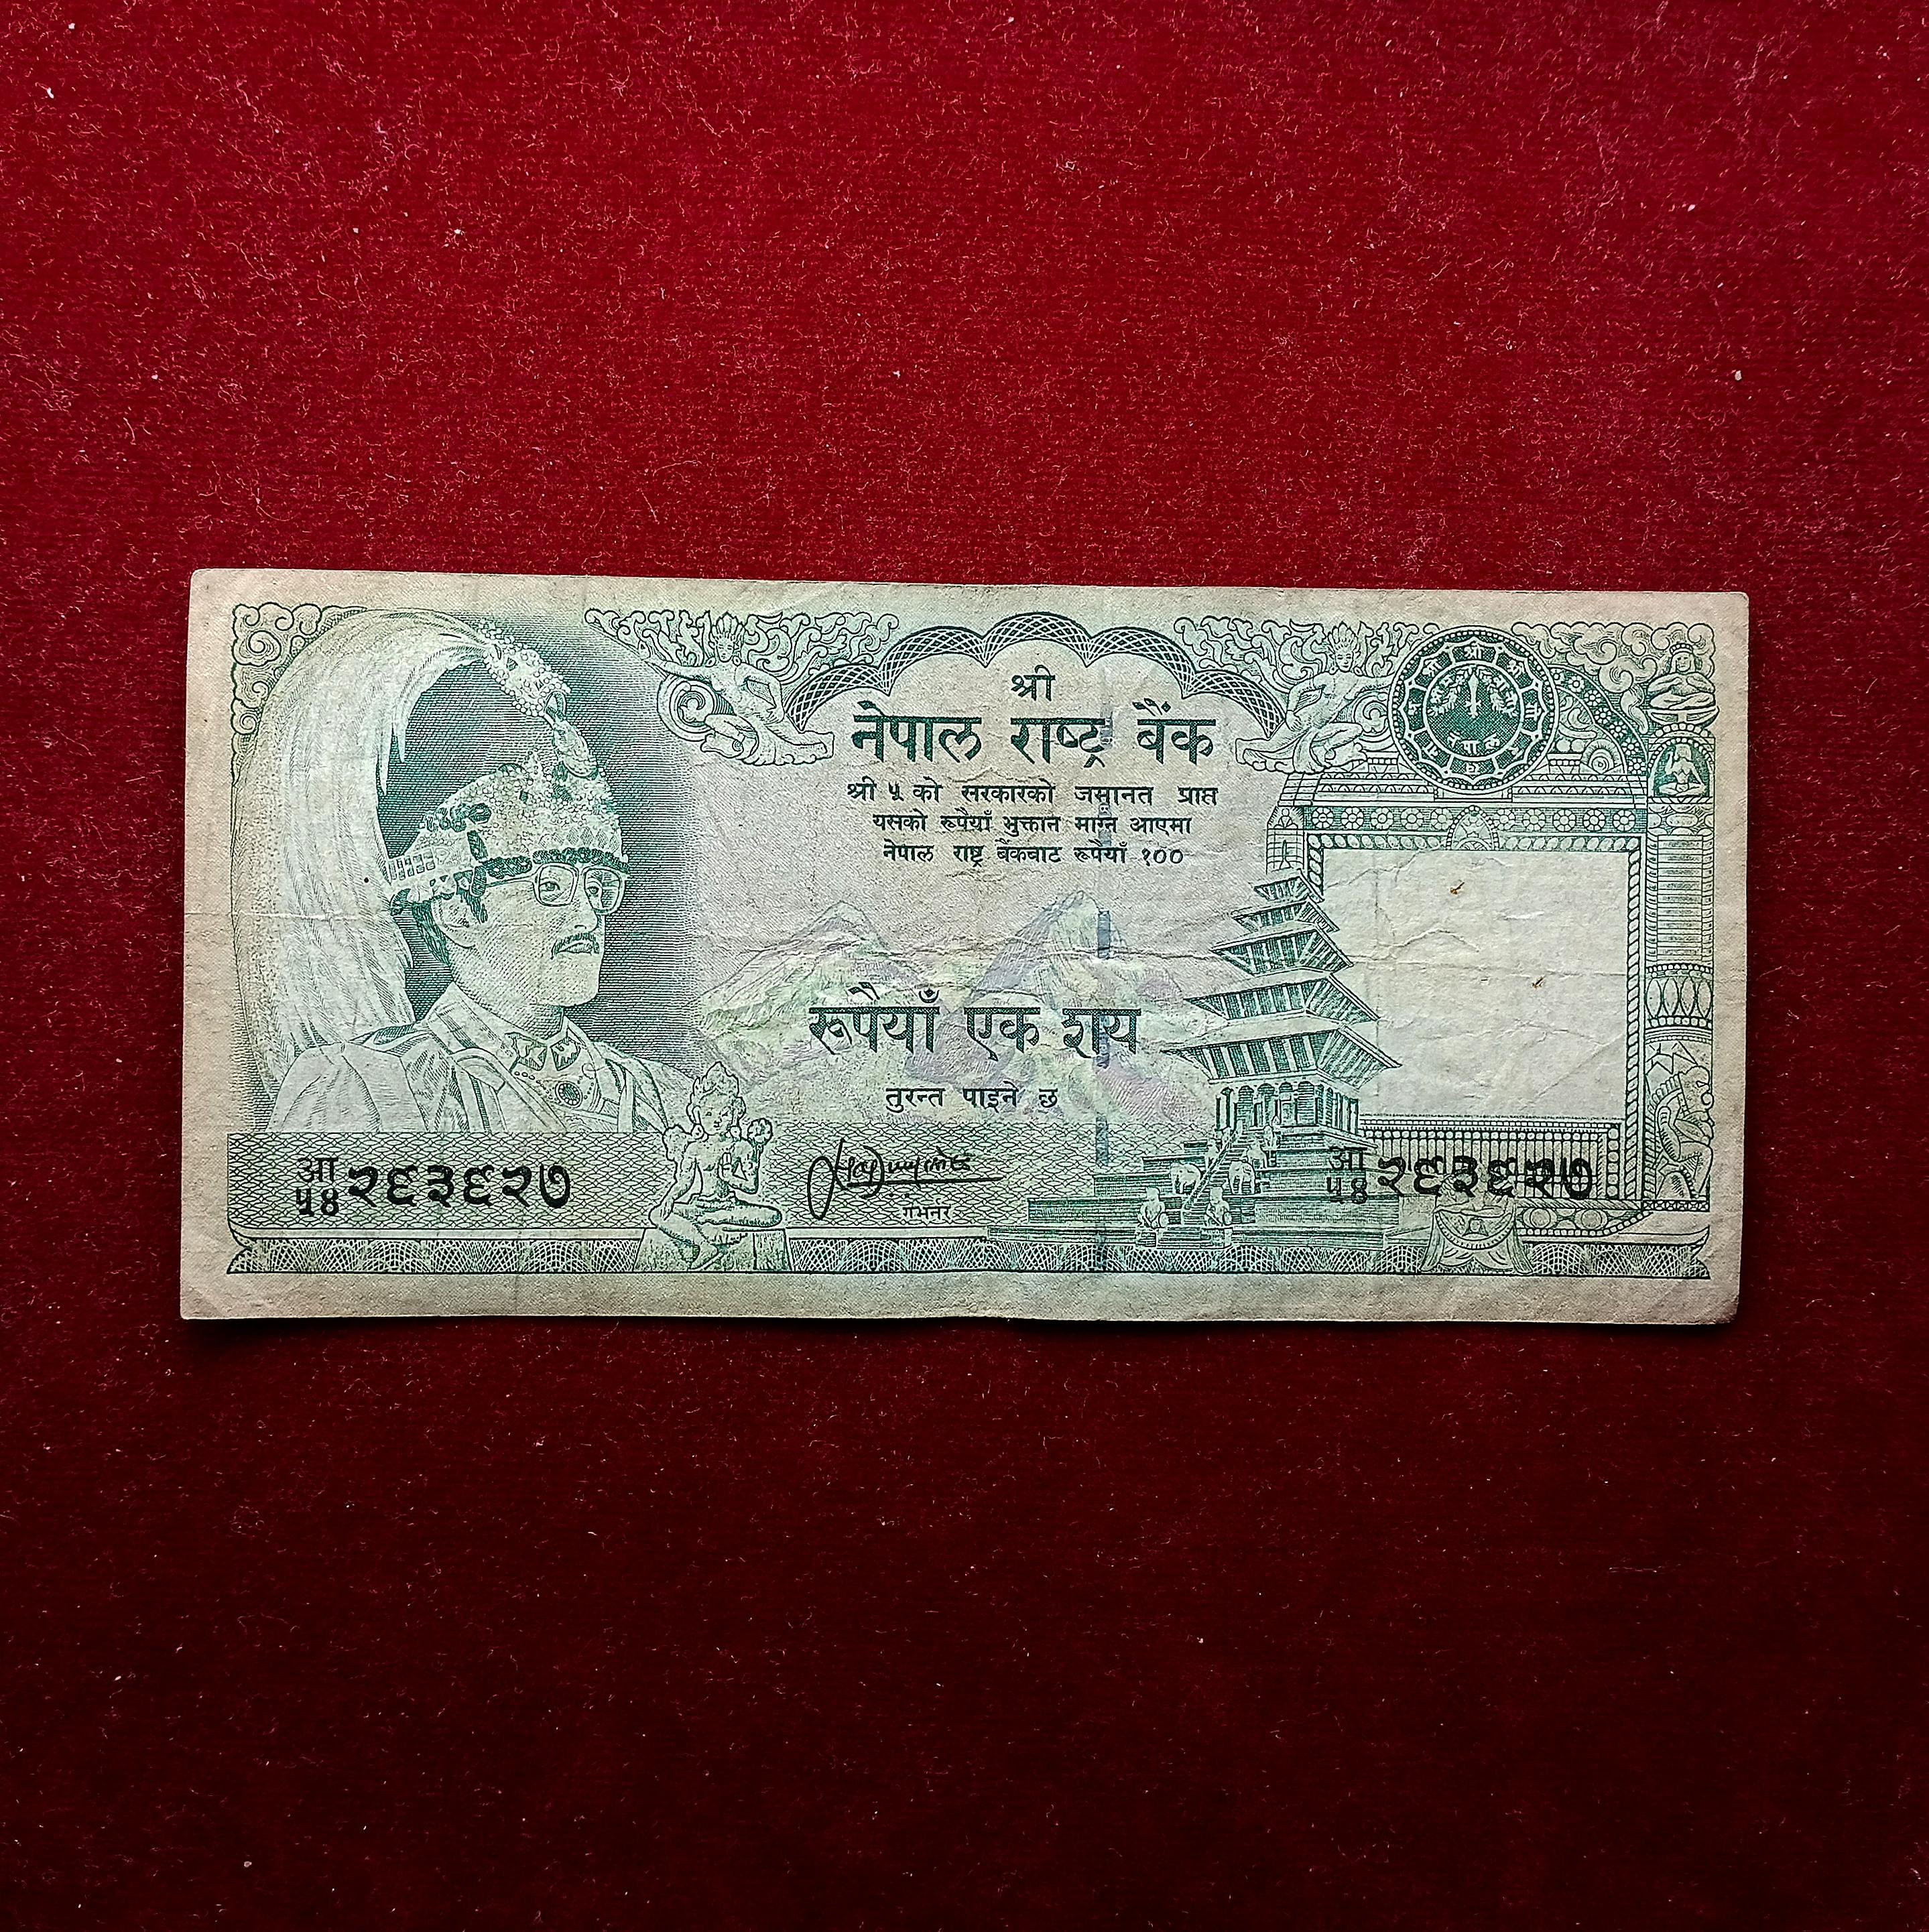 श्री
नेपाल राष्ट्र बैंक
श्री ५ को सरकारको जमानत प्राप्त
यसको रूपैयाँ भुक्तान माग्न आएमा
नेपाल राष्ट्र बैंकबाट रूपैयाँ १००
रूपैयाँ एक शय
तुरन्त पाइने छ
गभर्नर
आ
५४ २९३९२७
आ
५४ २९३९२७